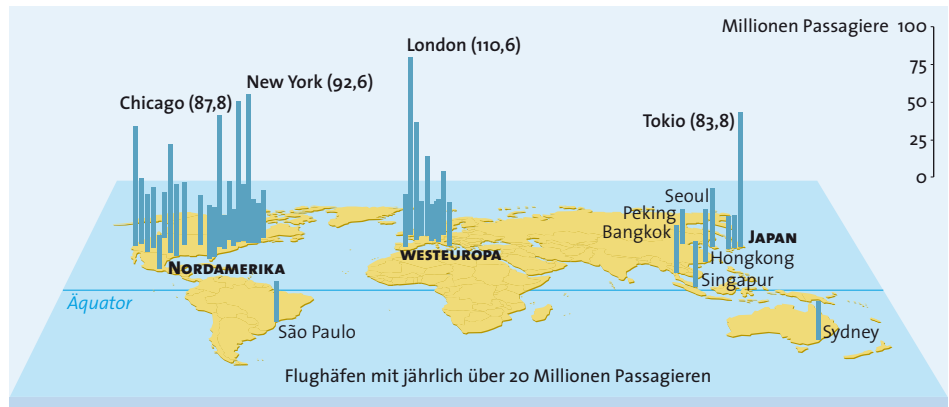 Millionen Passagiere 100
75
50
25
0
London (110,6)
New York (92,6)
Chicago (87,8)
Tokio (83,8)
Seoul
Peking
Bangkok
JAPAN
Hongkong
Singapur
WESTEUROPA
NORDAMERIKA
Äquator
São Paulo
Sydney
Flughäfen mit jährlich über 20 Millionen Passagieren